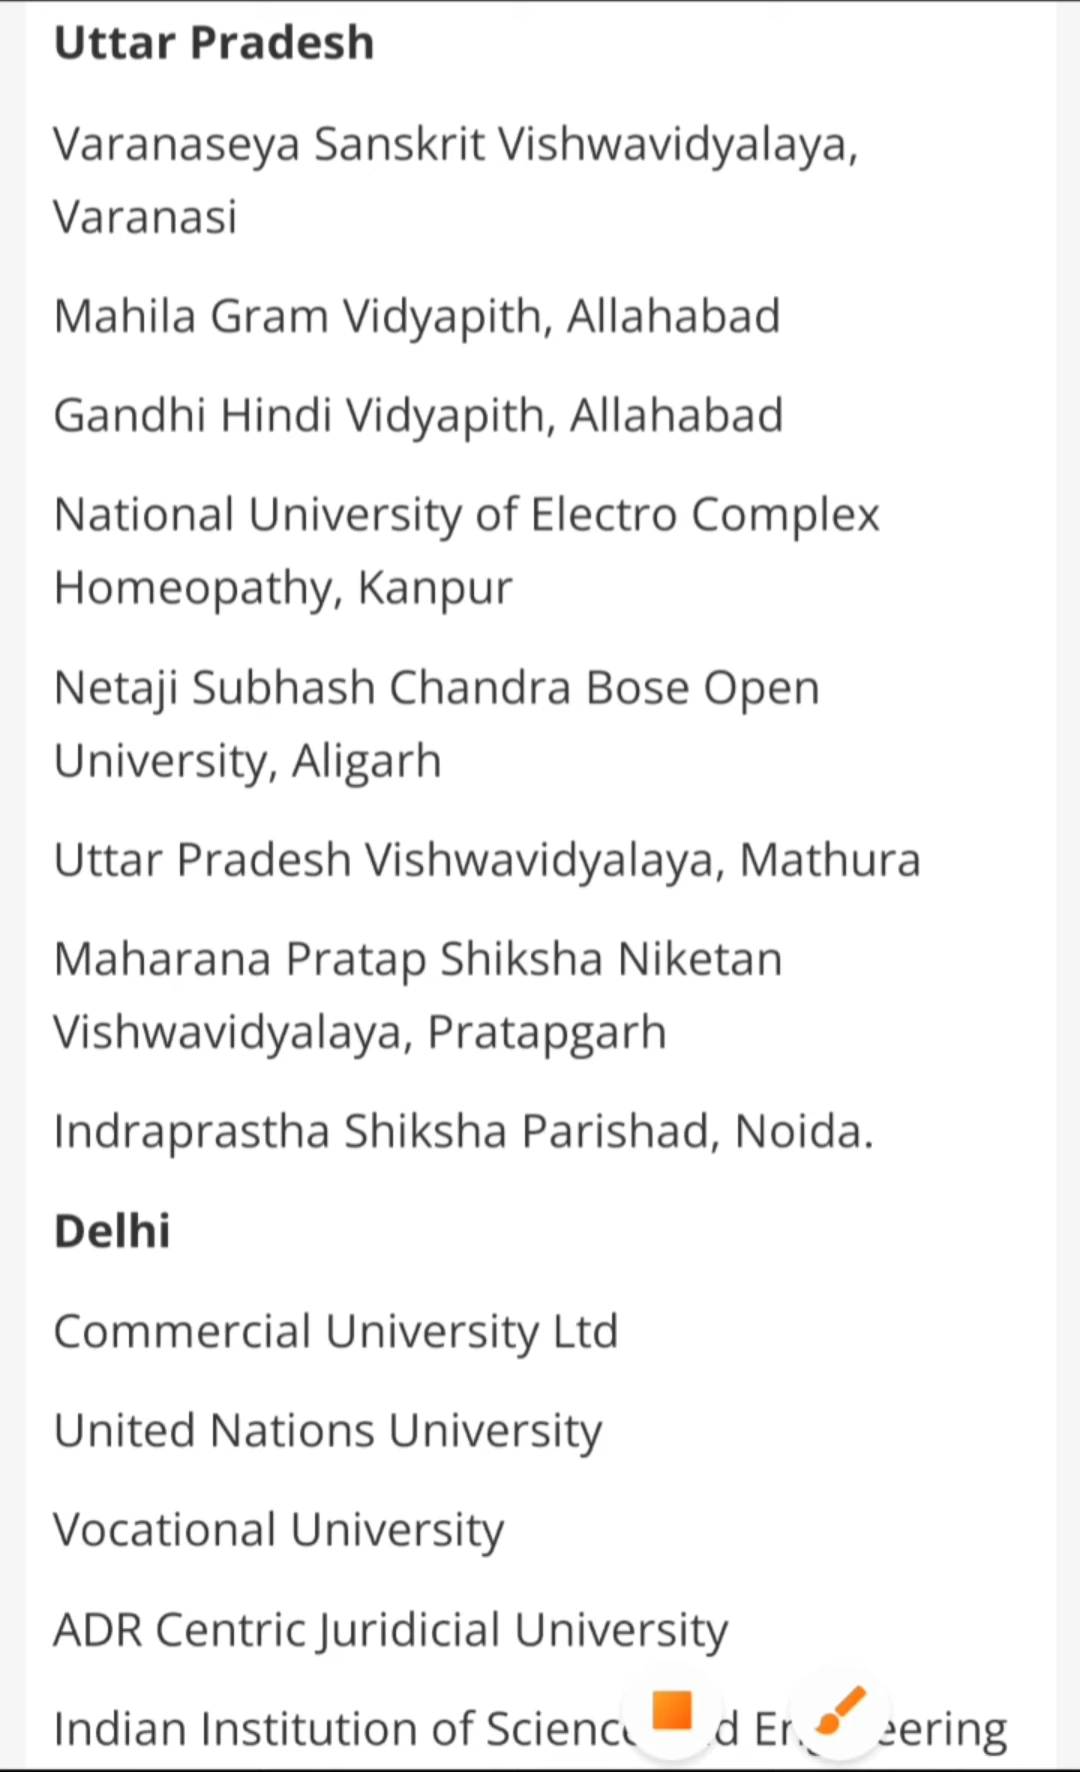 Uttar Pradesh
Varanaseya Sanskrit Vishwavidyalaya,
Varanasi
Mahila Gram Vidyapith, Allahabad
Gandhi Hindi Vidyapith, Allahabad
National University of Electro Complex
Homeopathy, Kanpur
Netaji Subhash Chandra Bose Open
University, Aligarh
Uttar Pradesh Vishwavidyalaya, Mathura
Maharana Pratap Shiksha Niketan
Vishwavidyalaya, Pratapgarh
Indraprastha Shiksha Parishad, Noida.
Delhi
Commercial University Ltd
United Nations University
Vocational University
ADR Centric Juridicial University
Indian Institution of